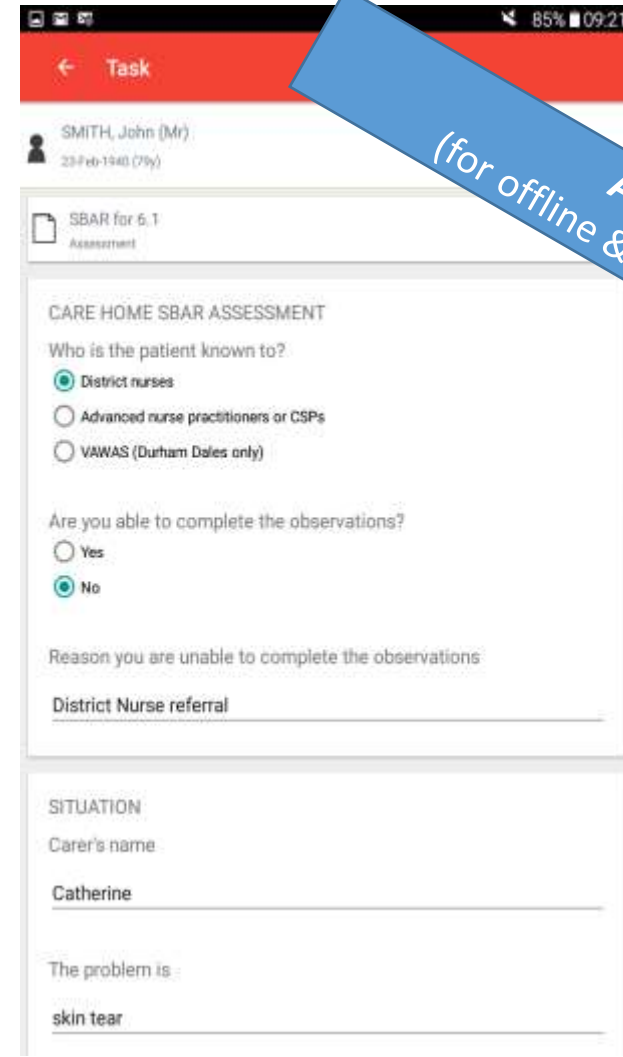 85% 09:21
Task
SMITH, John (Mr)
23-Feb-1940 (79y)
(for offline &
SBAR for 6.1
Assessment
CARE HOME SBAR ASSESSMENT
Who is the patient known to?
District nurses
Advanced nurse practitioners or CSPs
VAWAS (Durham Dales only)
Are you able to complete the observations?
Yes
No
Reason you are unable to complete the observations
District Nurse referral
SITUATION
Carer's name
Catherine
The problem is
skin tear